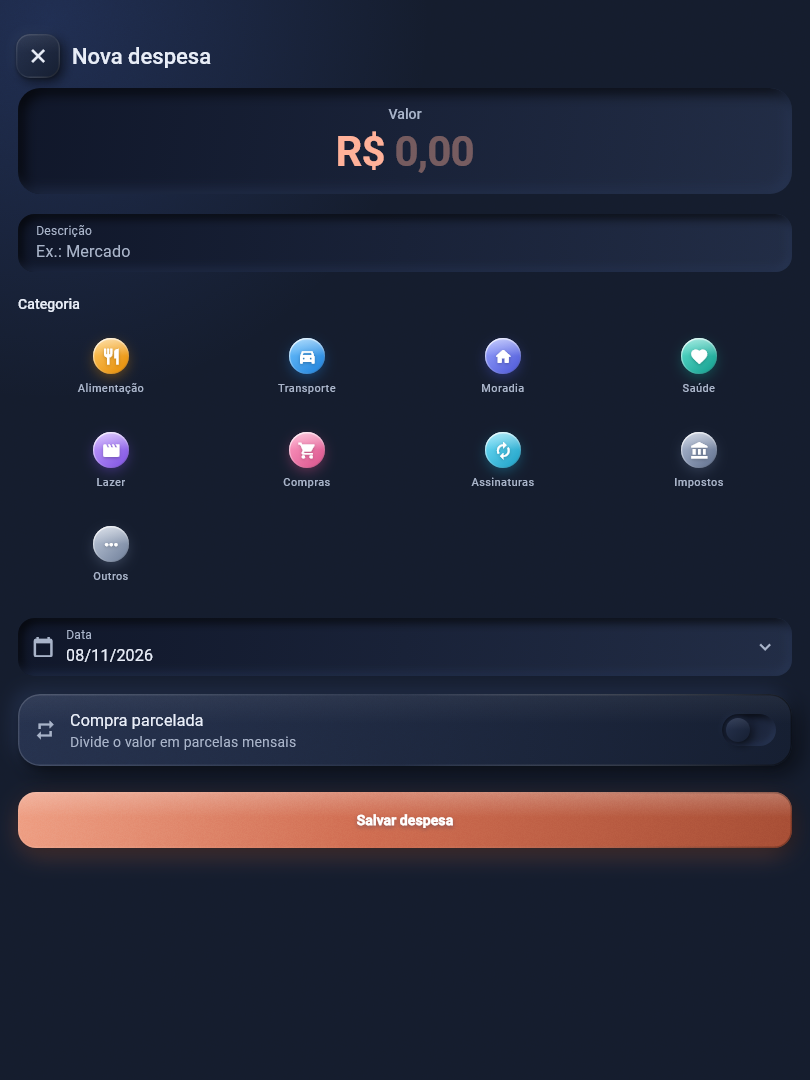 Nova despesa
Valor
R$ 0,00
Descrição
Ex.: Mercado
Categoria
Alimentação
Transporte
Moradia
Saúde
Lazer
Compras
Assinaturas
Impostos
Outros
Data
08/11/2026
Compra parcelada
Divide o valor em parcelas mensais
Salvar despesa